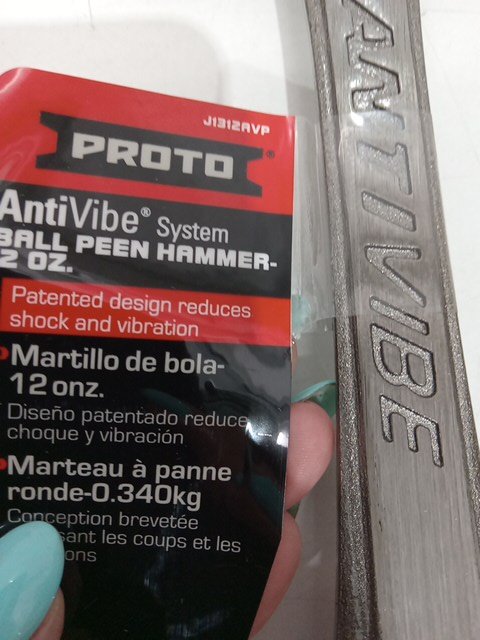 J1312AVP
PROTO®
AntiVibe® System
BALL PEEN HAMMER-
2 OZ.
Patented design reduces
shock and vibration
Martillo de bola-
12 onz.
Diseño patentado reduce
choque y vibración
Marteau à panne
ronde-0.340kg
Conception brevetée
sant les coups et les
ons
ANTIVIBE